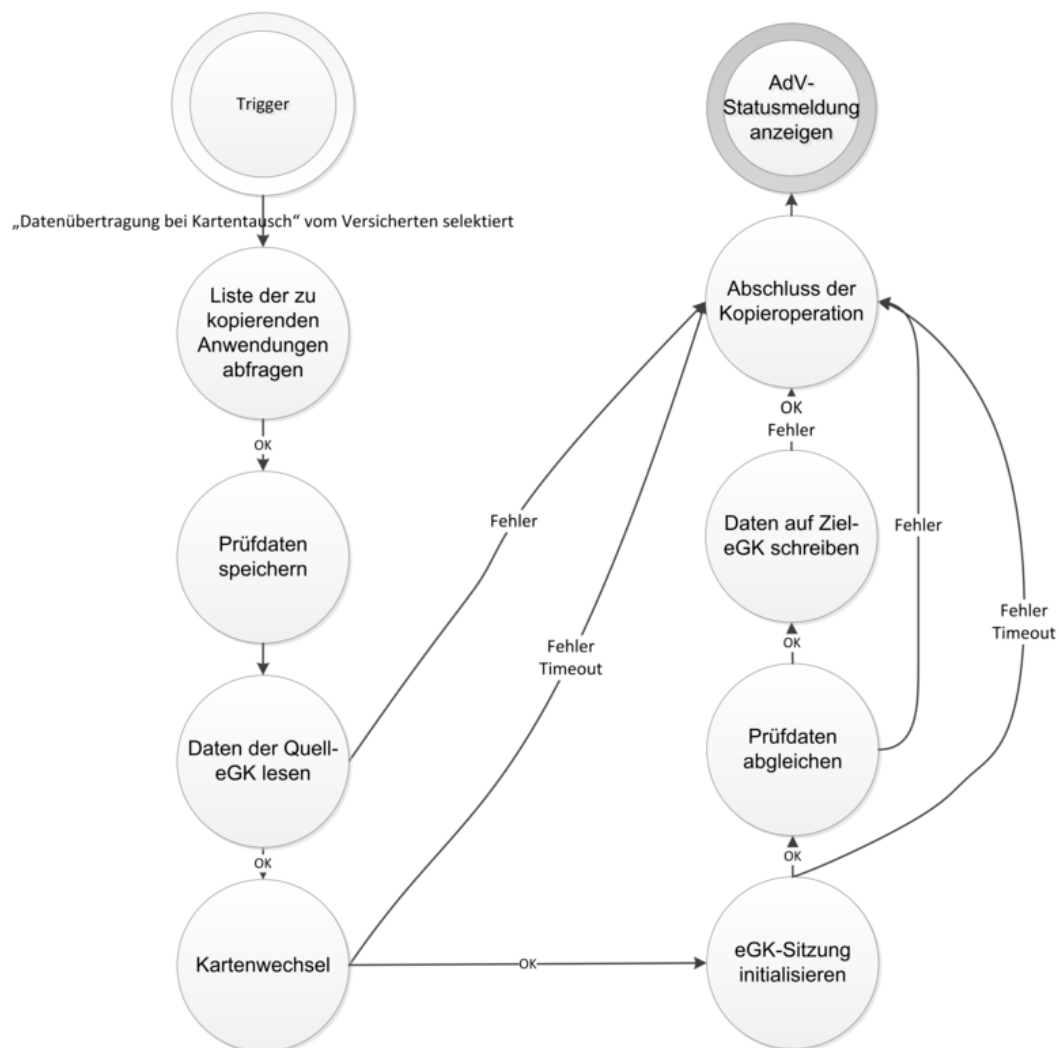 Trigger
„Datenübertragung bei Kartentausch“ vom Versicherten selektiert
Liste der zu
kopierenden
Anwendungen
abfragen
OK
Prüfdaten
speichern
Daten der Quell-
eGK lesen
OK
Kartenwechsel
Fehler
Fehler
Timeout
OK
AdV-
Statusmeldung
anzeigen
Abschluss der
Kopieroperation
OK
Fehler
Daten auf Ziel-
eGK schreiben
Fehler
OK
Fehler
Timeout
Prüfdaten
abgleichen
OK
eGK-Sitzung
initialisieren